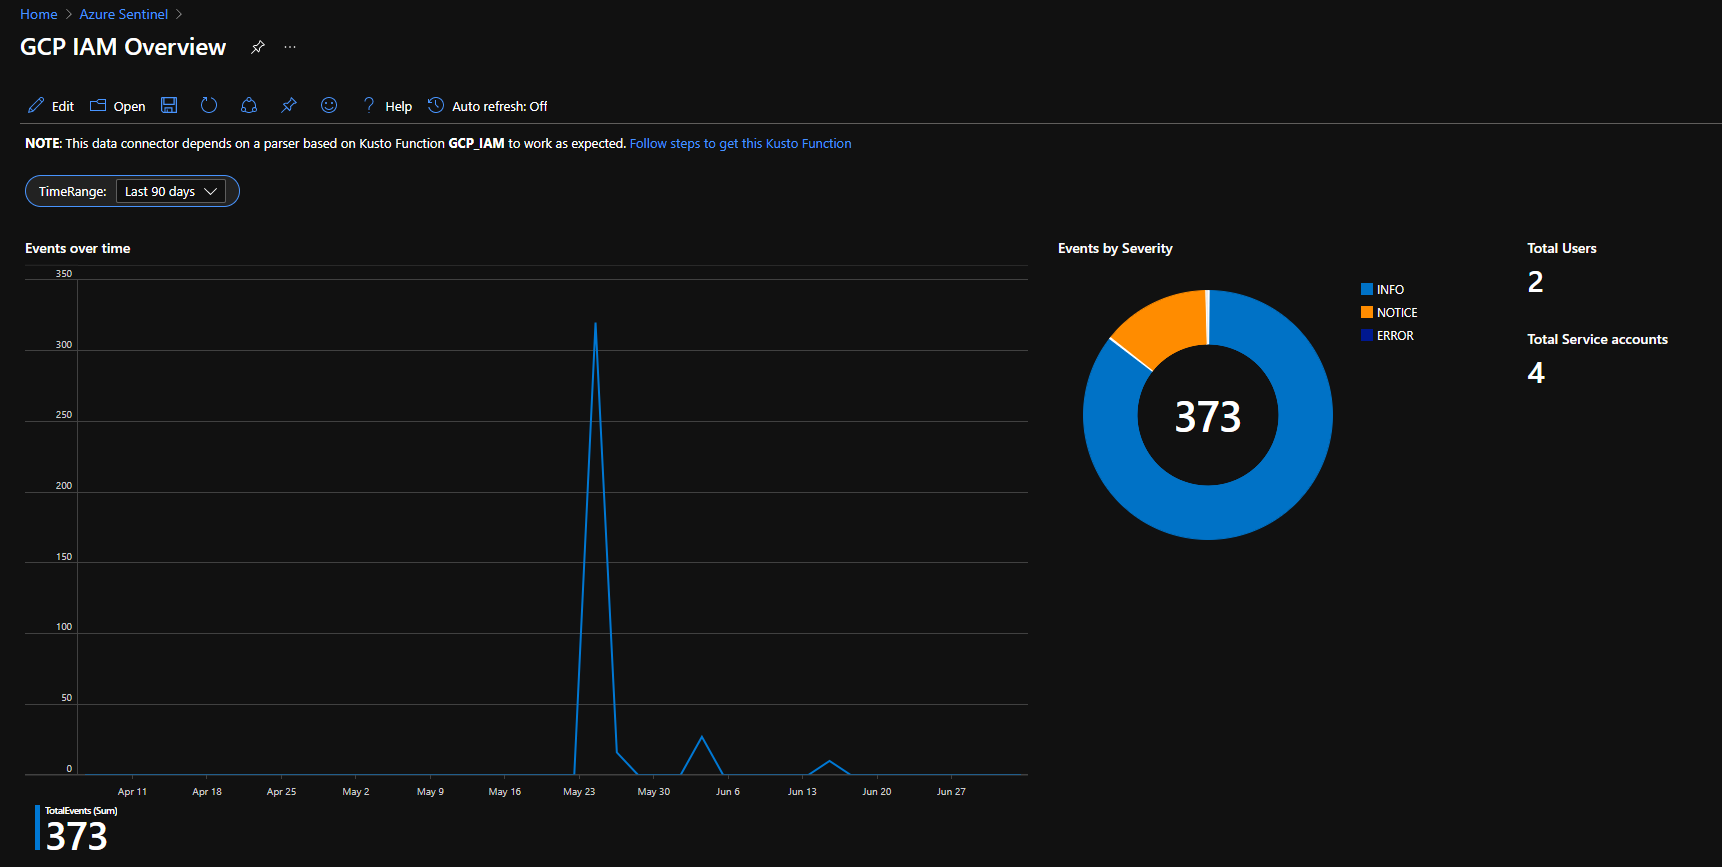 Home > Azure Sentinel >
GCP IAM Overview ...
Edit Open ? Help Auto refresh: Off
NOTE: This data connector depends on a parser based on Kusto Function GCP_IAM to work as expected. Follow steps to get this Kusto Function
TimeRange: Last 90 days
Events over time
350
300
250
200
150
100
50
0
Apr 11 Apr 18 Apr 25 May 2 May 9 May 16 May 23 May 30 Jun 6 Jun 13 Jun 20 Jun 27
TotalEvents (Sum)
373
Events by Severity
373
INFO
NOTICE
ERROR
Total Users
2
Total Service accounts
4